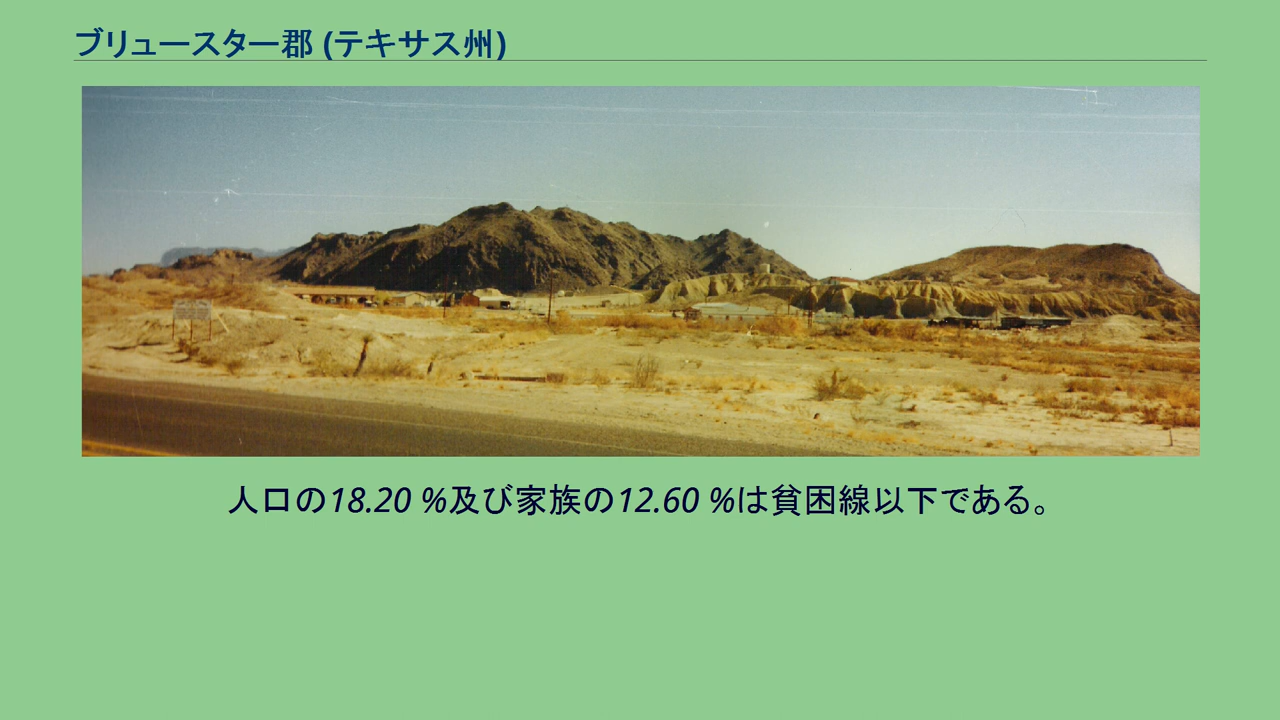 ブリュースター郡 (テキサス州)
人口の18.20 %及び家族の12.60 %は貧困線以下である。